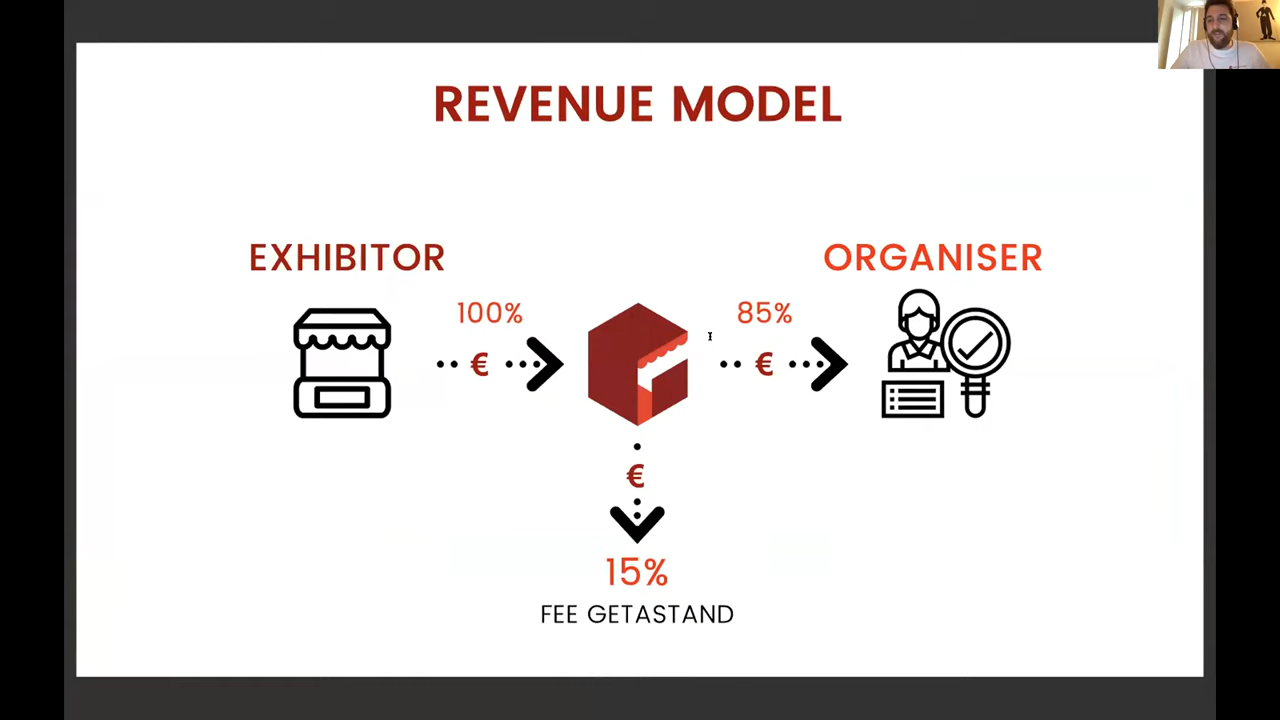 REVENUE MODEL
EXHIBITOR
ORGANISER
100%
85%
€
€
€
15%
FEE GETASTAND